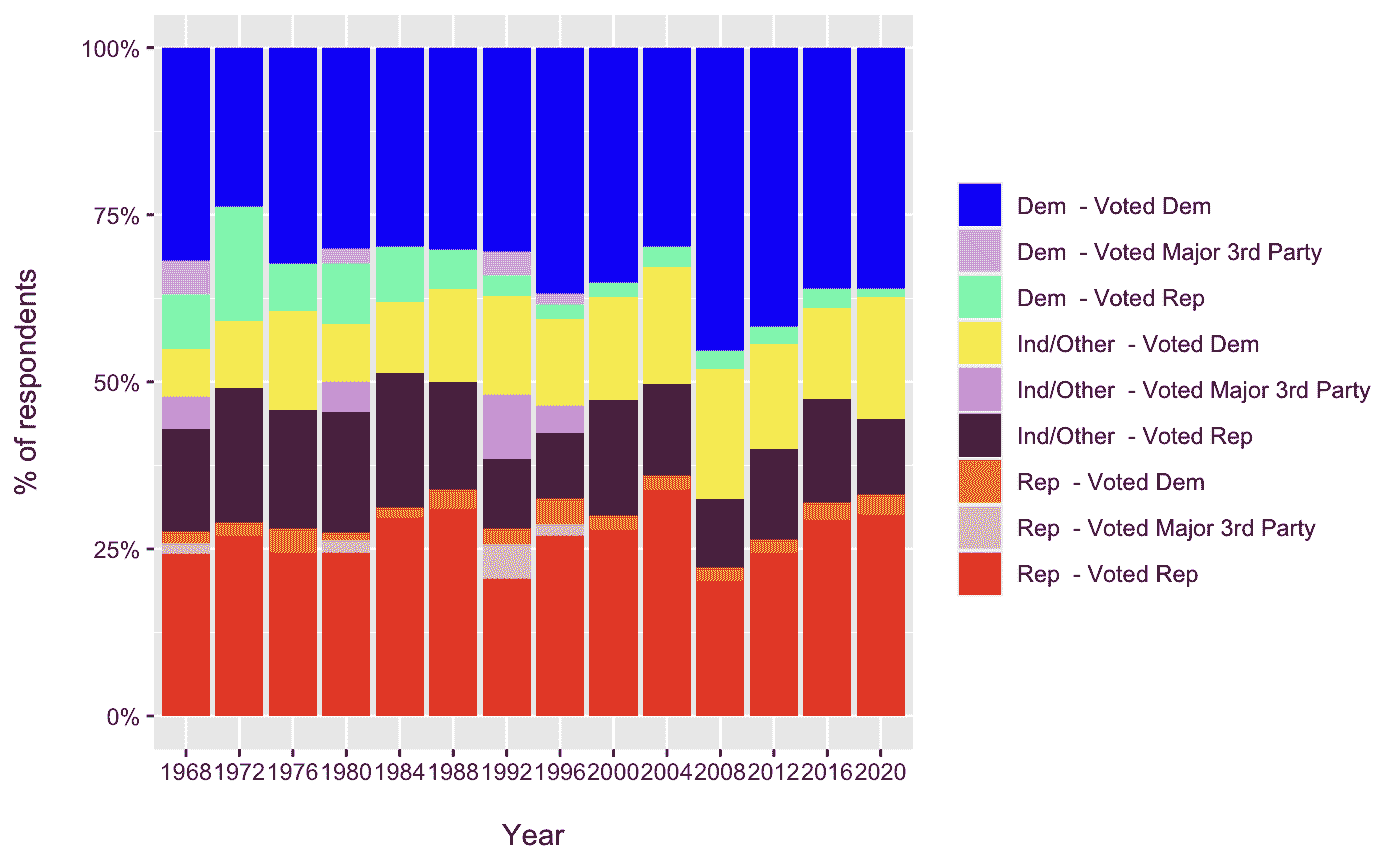 100%
75%
50%
25%
0%
% of respondents
1968 1972 1976 1980 1984 1988 1992 1996 2000 2004 2008 2012 2016 2020
Year
Dem - Voted Dem
Dem - Voted Major 3rd Party
Dem - Voted Rep
Ind/Other - Voted Dem
Ind/Other - Voted Major 3rd Party
Ind/Other - Voted Rep
Rep - Voted Dem
Rep - Voted Major 3rd Party
Rep - Voted Rep